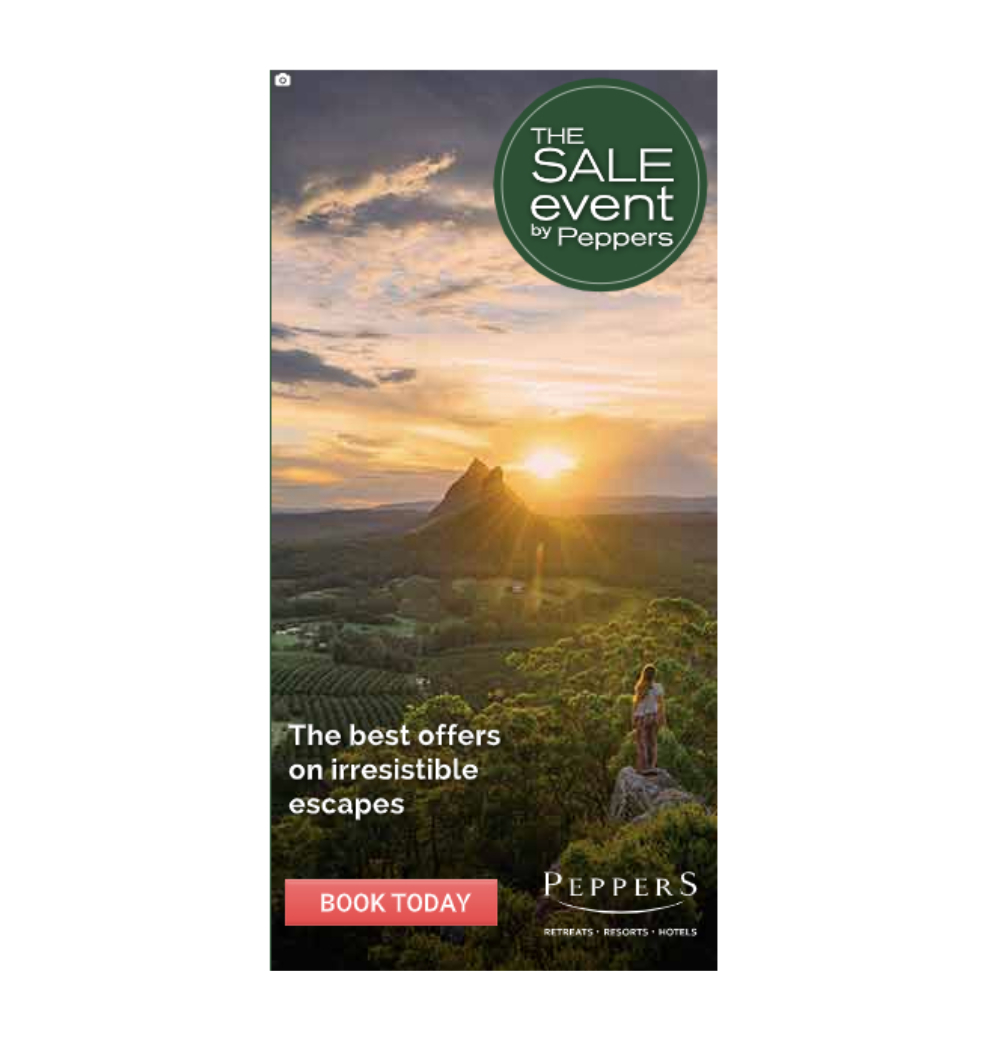 THE
SALE
event
by Peppers
The best offers
on irresistible
escapes
BOOK TODAY
PEPPERS
RETREATS · RESORTS · HOTELS